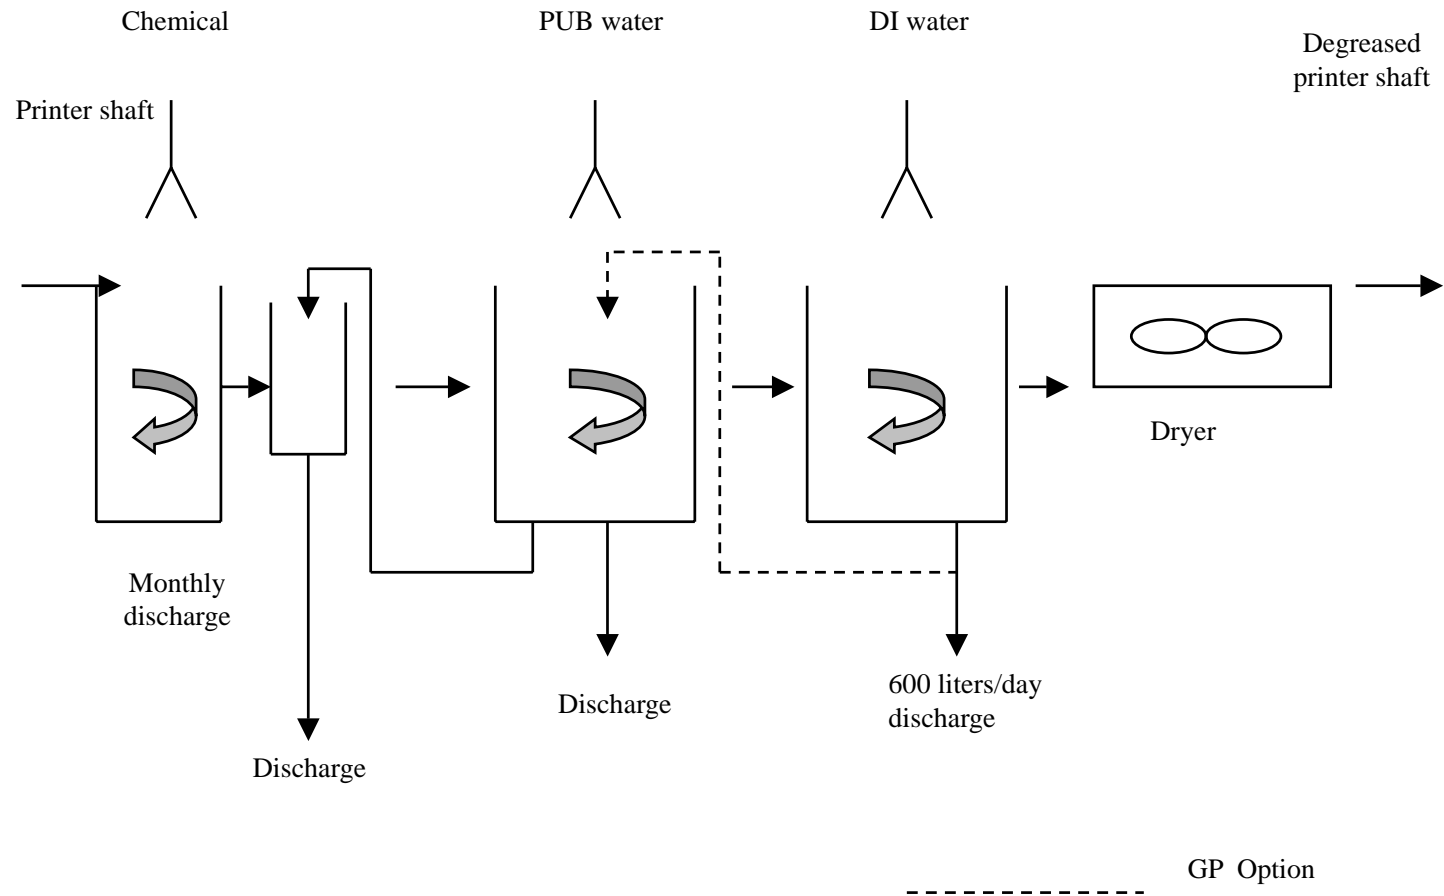 Chemical
PUB water
DI water
Degreased
printer shaft
Printer shaft
Dryer
Monthly
discharge
600 liters/day
discharge
Discharge
Discharge
GP Option